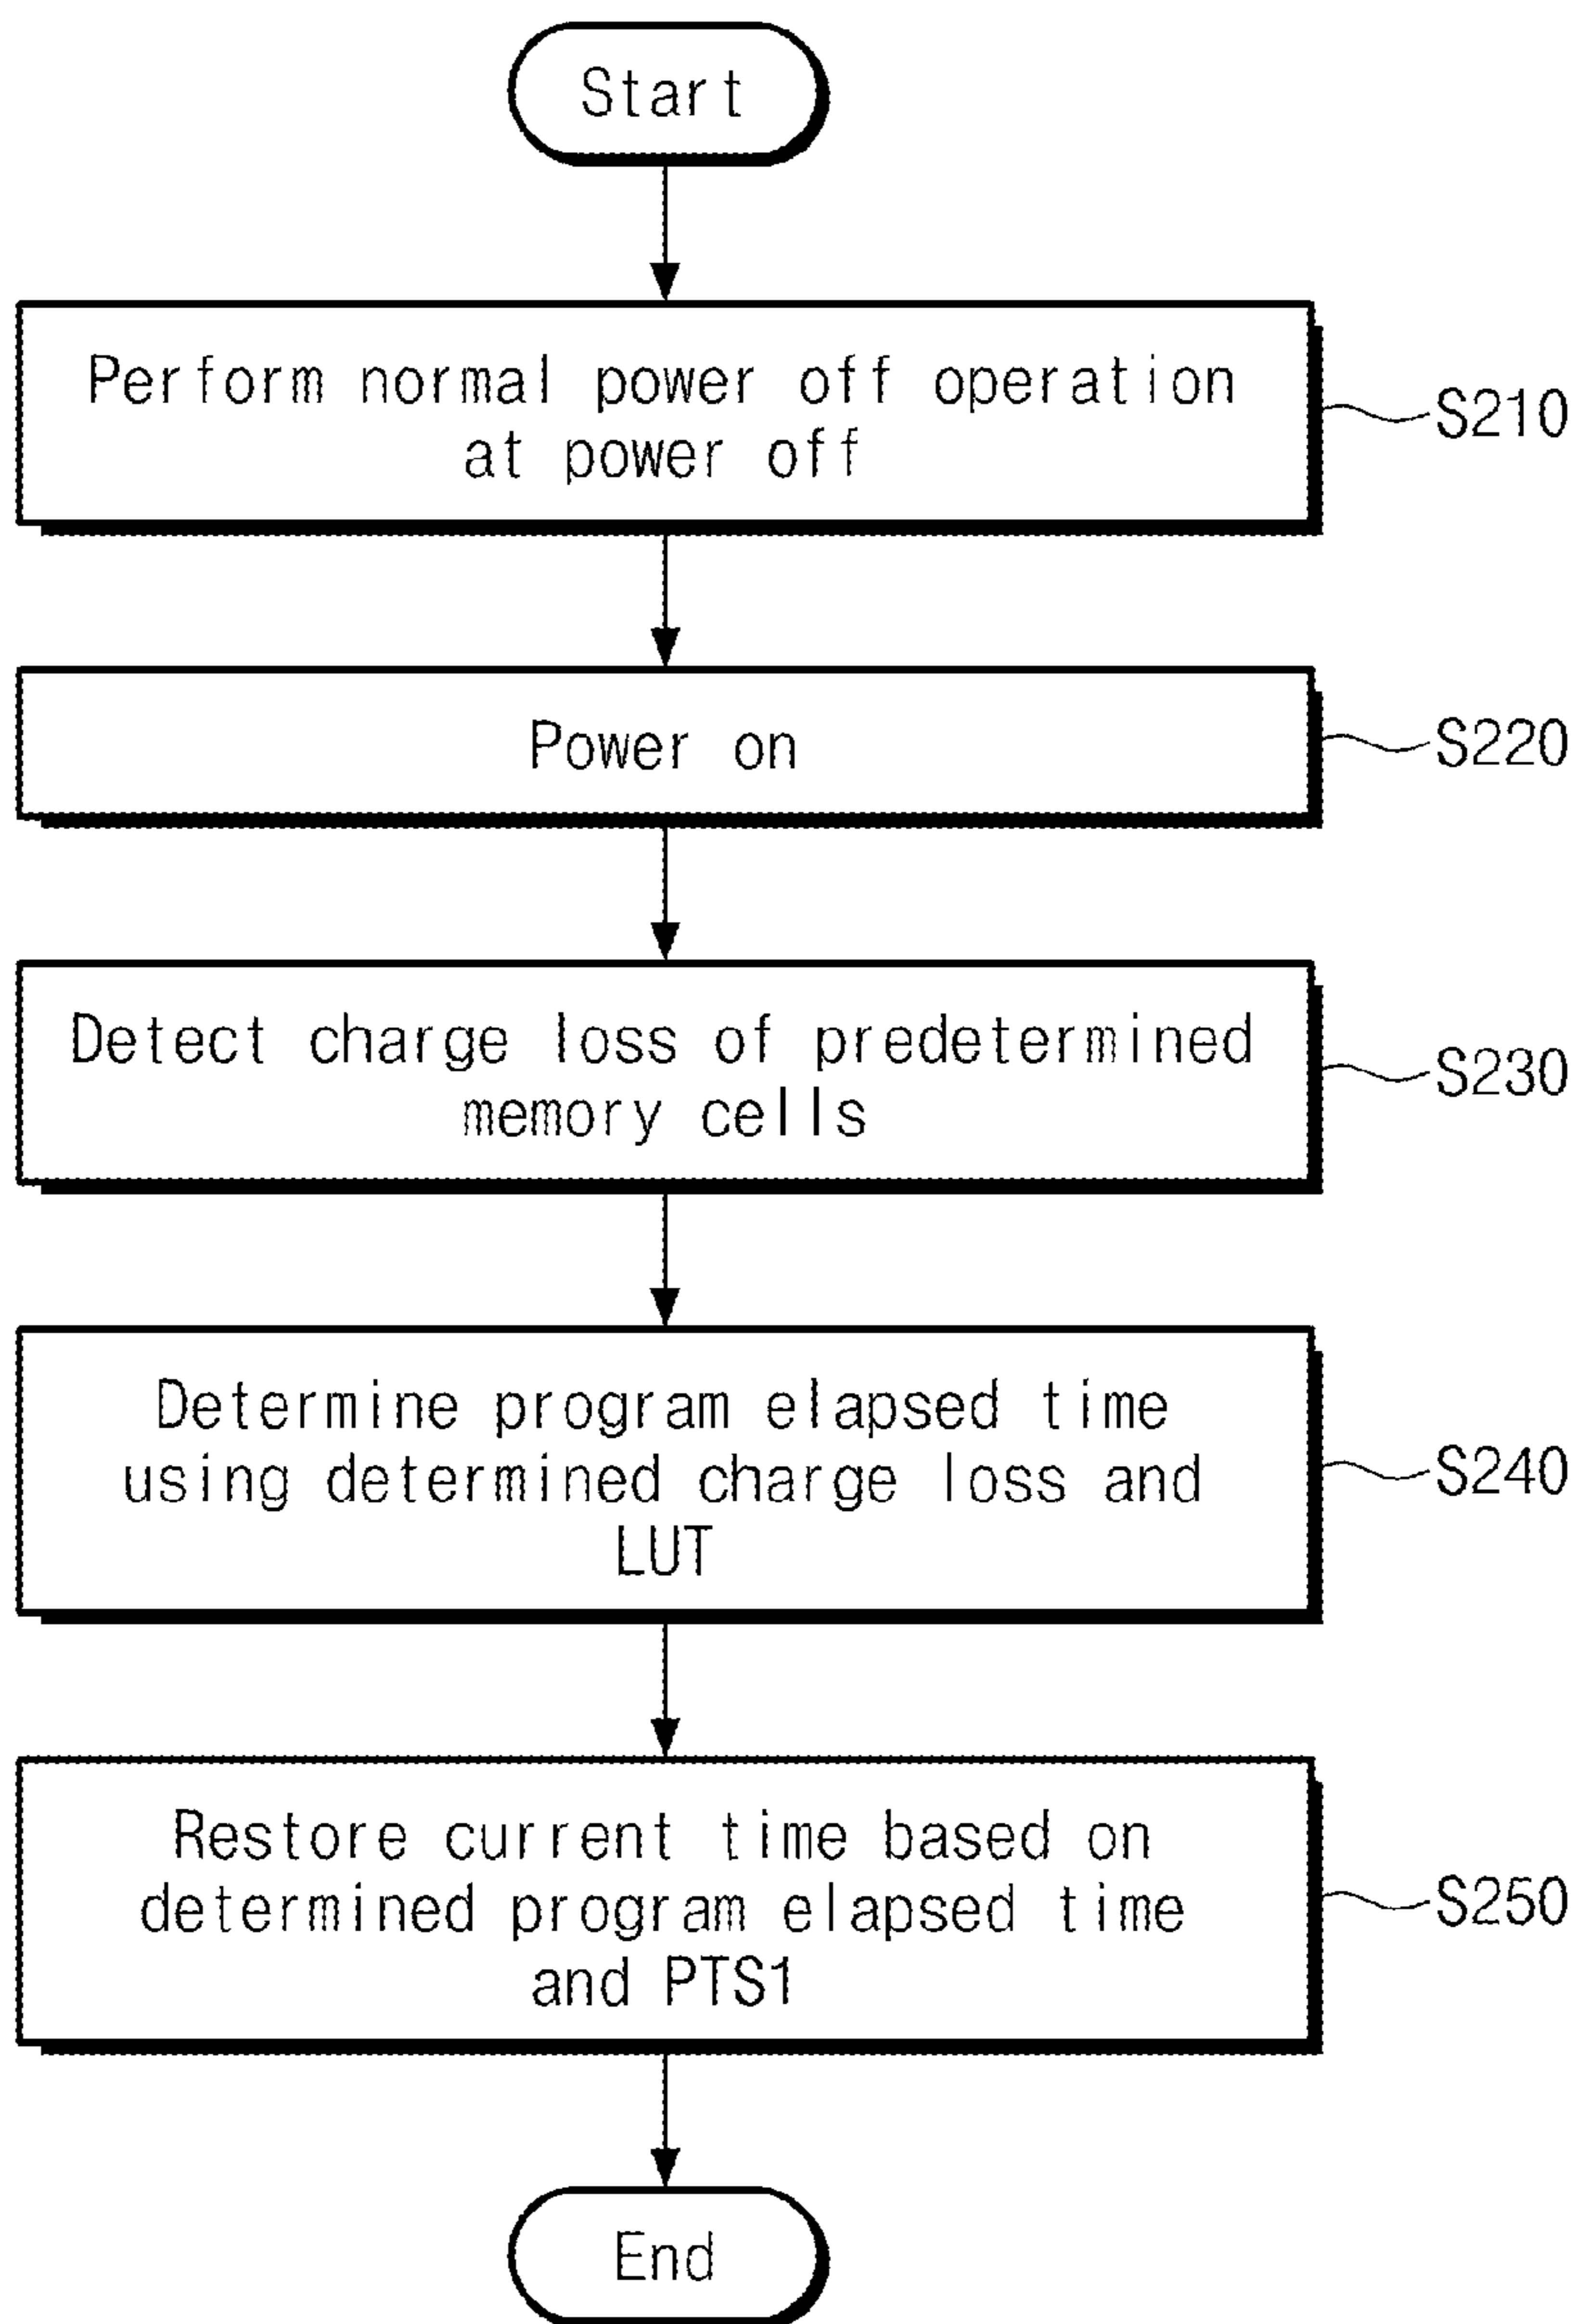 Start
Perform normal power off operation
at power off
S210
Power on
S220
Detect charge loss of predetermined
memory cells
S230
Determine program elapsed time
using determined charge loss and
LUT
S240
Restore current time based on
determined program elapsed time
and PTS1
S250
End